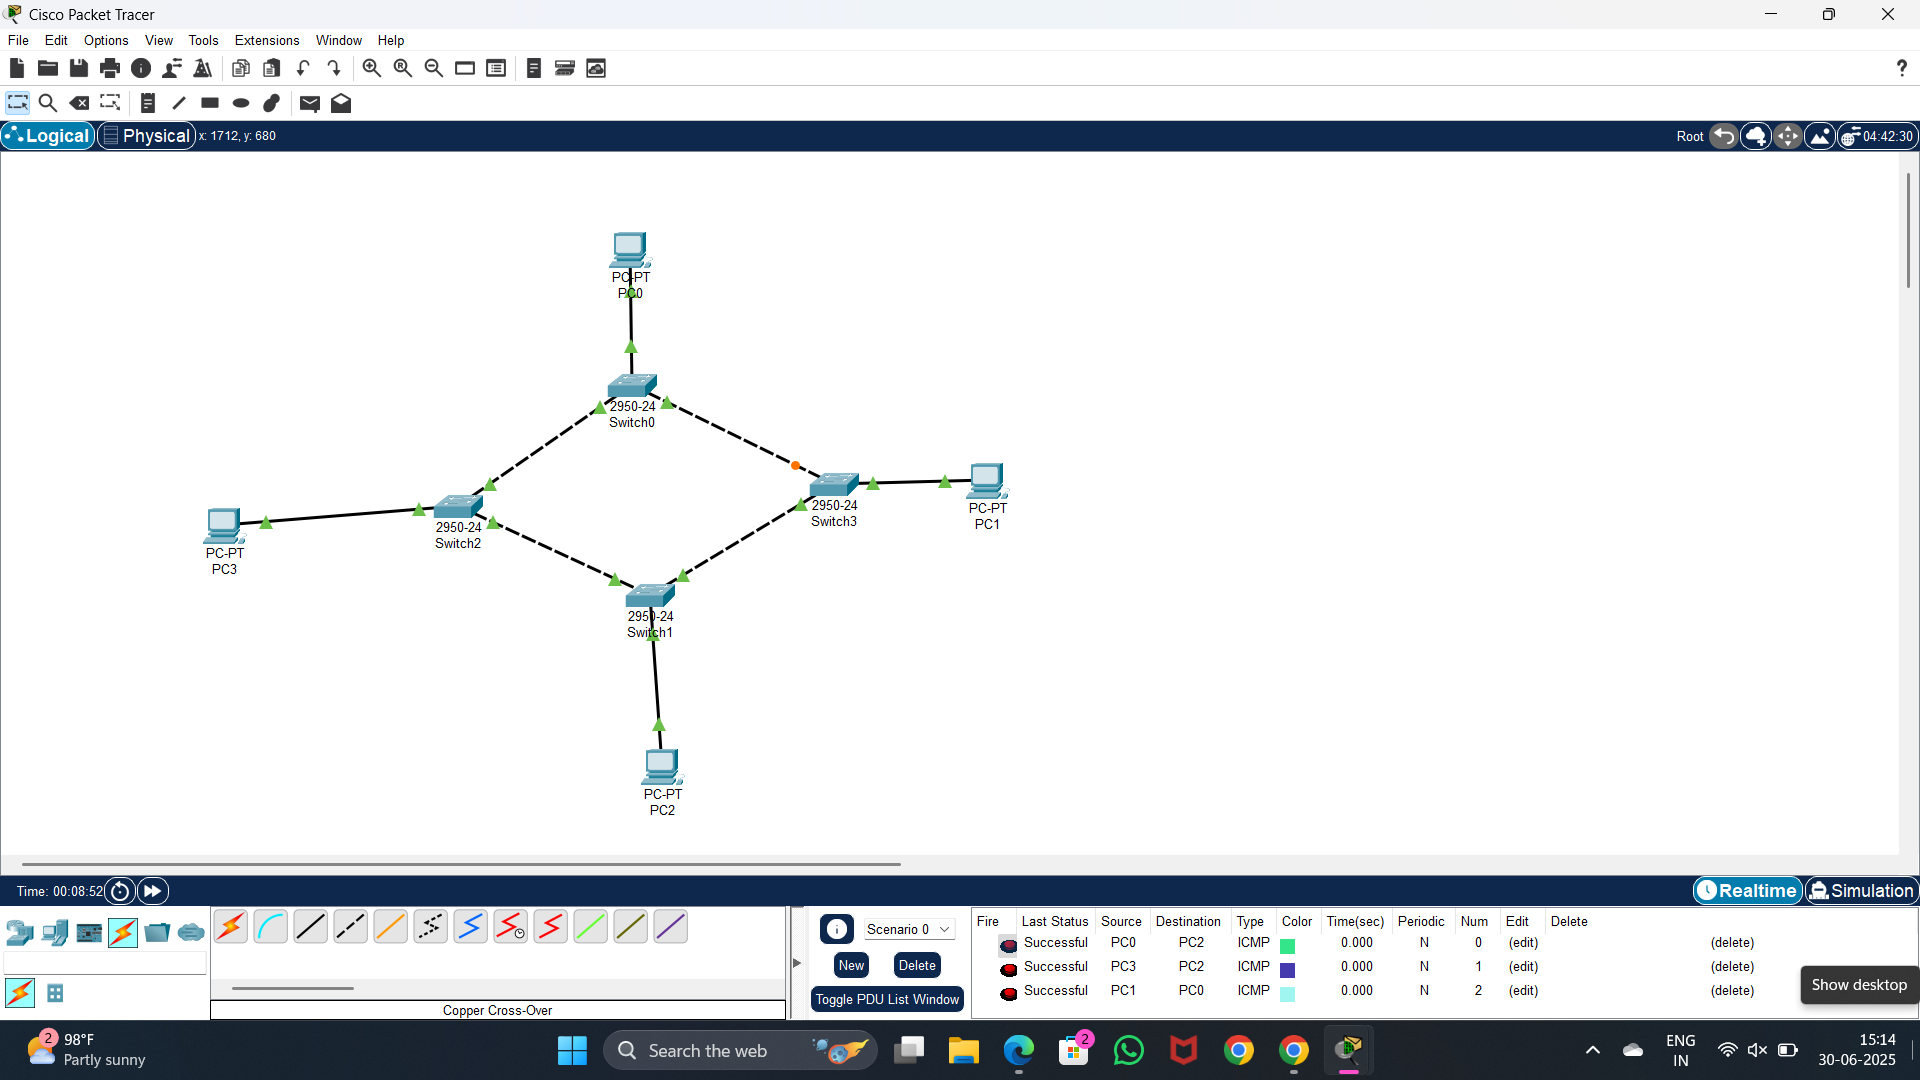 Cisco Packet Tracer
File Edit Options View Tools Extensions Window Help
?
Logical Physical x: 1712, y: 680 Root 04:42:30
PC-PT
PC0
2950-24
Switch0
2950-24
Switch3
PC-PT
PC1
2950-24
Switch2
PC-PT
PC3
2950-24
Switch1
PC-PT
PC2
Time: 00:08:52 Realtime Simulation
Copper Cross-Over
Scenario 0
New Delete
Toggle PDU List Window
Fire Last Status Source Destination Type Color Time(sec) Periodic Num Edit Delete
Successful PC0 PC2 ICMP 0.000 N 0 (edit) (delete)
Successful PC3 PC2 ICMP 0.000 N 1 (edit) (delete)
Successful PC1 PC0 ICMP 0.000 N 2 (edit) (delete)
Show desktop
2 98°F
Partly sunny
Search the web
2
ENG
IN
15:14
30-06-2025